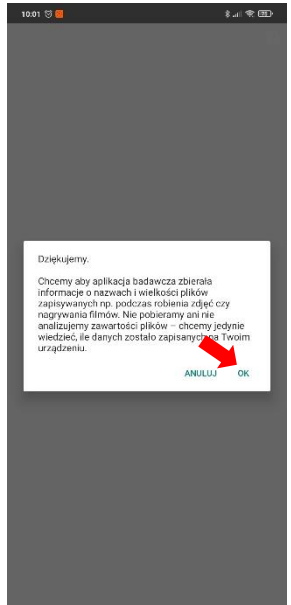 10:01
Dziękujemy.
Chcemy aby aplikacja badawcza zbierała
informacje o nazwach i wielkości plików
zapisywanych np. podczas robienia zdjęć czy
nagrywania filmów. Nie pobieramy ani nie
analizujemy zawartości plików – chcemy jedynie
wiedzieć, ile danych zostało zapisanych na Twoim
urządzeniu.
ANULUJ OK